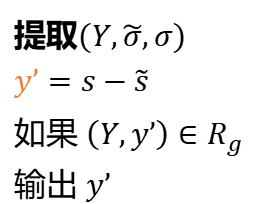 提取(Y, σ̃, σ)
y’ = s − s̃
如果 (Y, y’) ∈ R_g
输出 y’